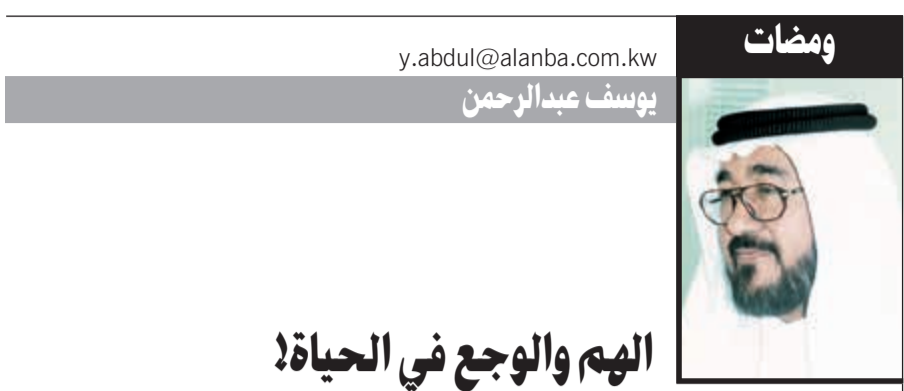 ومضات
y.abdul@alanba.com.kw
يوسف عبدالرحمن
الهم والوجع في الحياة!